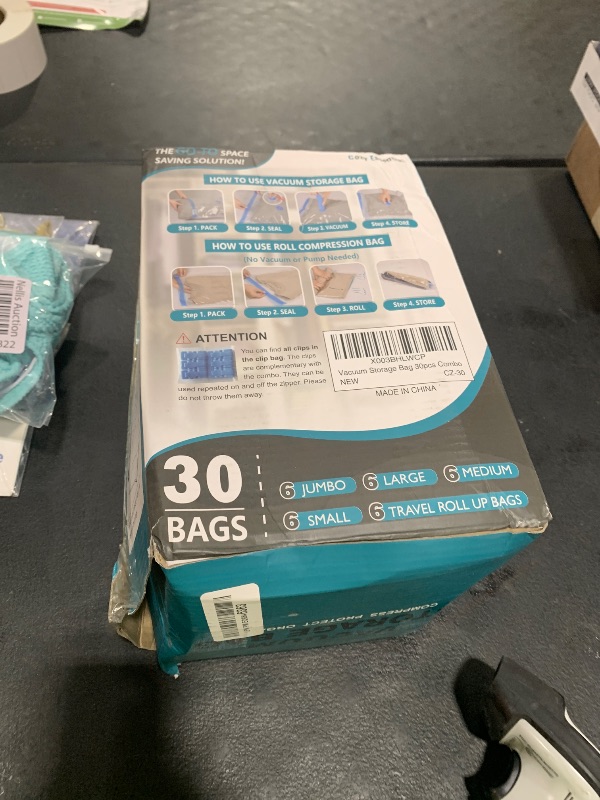 THE GO-TO SPACE
SAVING SOLUTION!
HOW TO USE VACUUM STORAGE BAG
Step 1. PACK
Step 2. SEAL
Step 3. VACUUM
Step 4. STORE
HOW TO USE ROLL COMPRESSION BAG
(No Vacuum or Pump Needed)
Step 1. PACK
Step 2. SEAL
Step 3. ROLL
Step 4. STORE
ATTENTION
You can find all clips in
the clip bag. The clips
are complementary with
the combo. They can be
used repeated on and off the zipper. Please
do not throw them away.
X003BHLWCP
Vacuum Storage Bag 30pcs Combo
NEW
CZ-30
MADE IN CHINA
30
BAGS
6 JUMBO
6 LARGE
6 MEDIUM
6 SMALL
6 TRAVEL ROLL UP BAGS
COMPRESS PROTECT
Nellis Auction